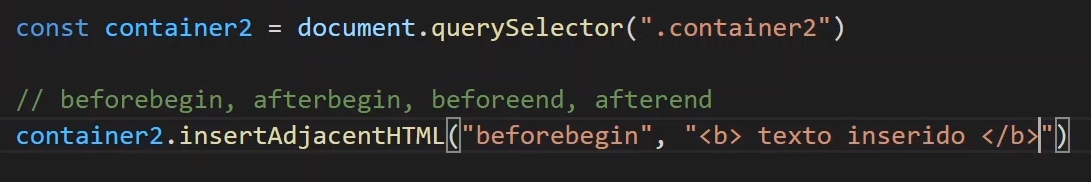 const container2 = document.querySelector(".container2")
// beforebegin, afterbegin, beforeend, afterend
container2.insertAdjacentHTML("beforebegin", "<b> texto inserido </b>")